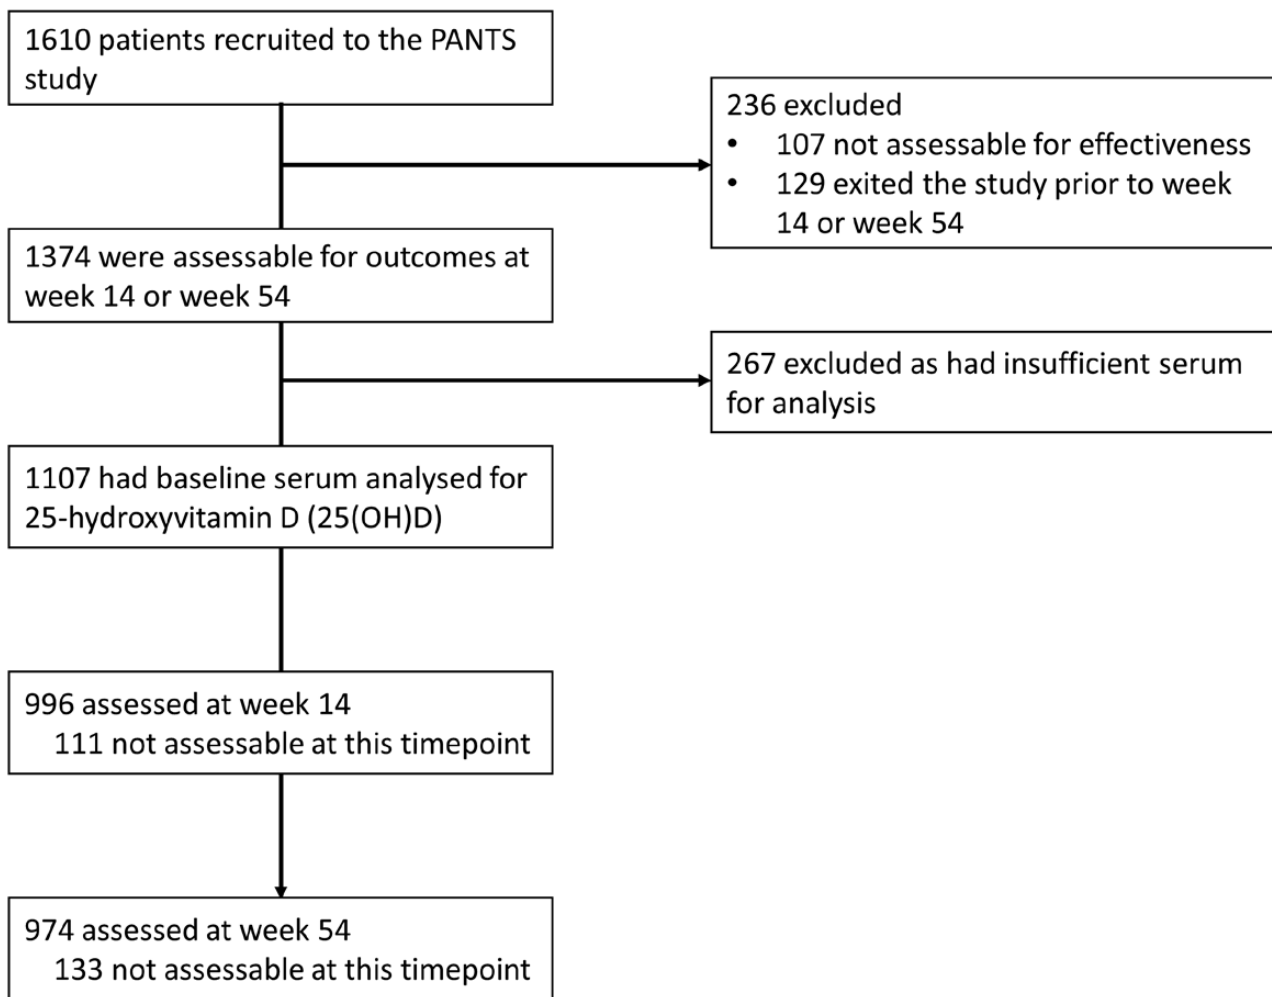 1610 patients recruited to the PANTS
study
236 excluded
• 107 not assessable for effectiveness
• 129 exited the study prior to week
14 or week 54
1374 were assessable for outcomes at
week 14 or week 54
267 excluded as had insufficient serum
for analysis
1107 had baseline serum analysed for
25-hydroxyvitamin D (25(OH)D)
996 assessed at week 14
111 not assessable at this timepoint
974 assessed at week 54
133 not assessable at this timepoint